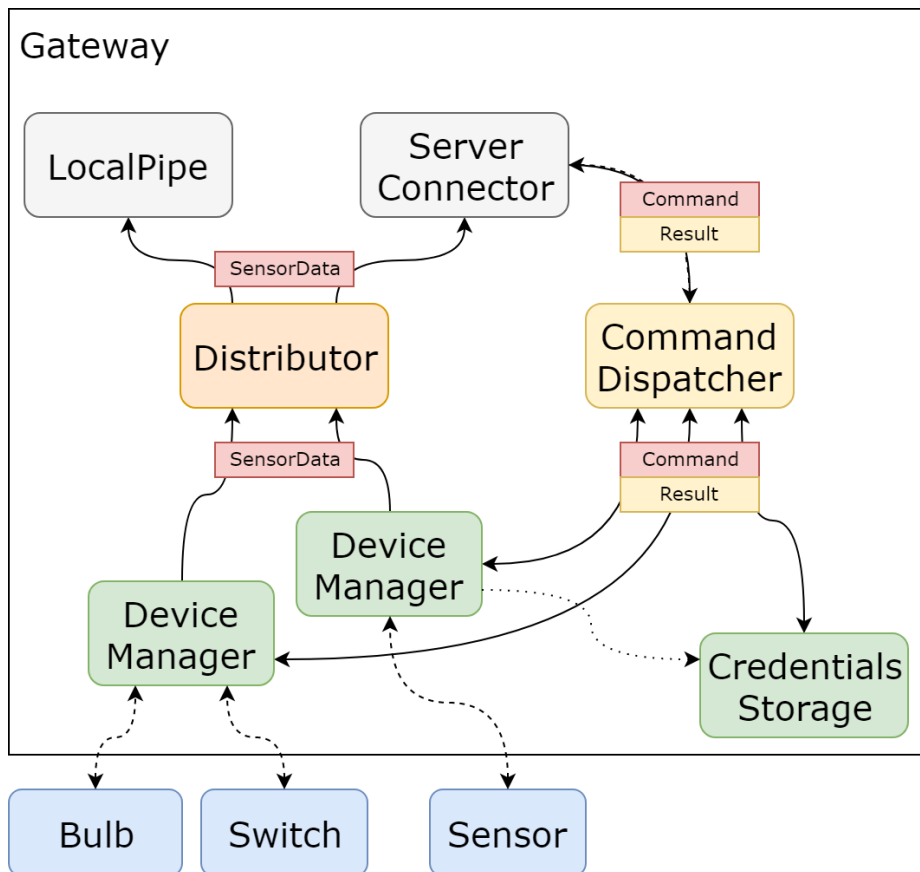 Gateway
LocalPipe
Server
Connector
Command
Result
SensorData
Distributor
Command
Dispatcher
SensorData
Command
Result
Device
Manager
Device
Manager
Credentials
Storage
Bulb
Switch
Sensor